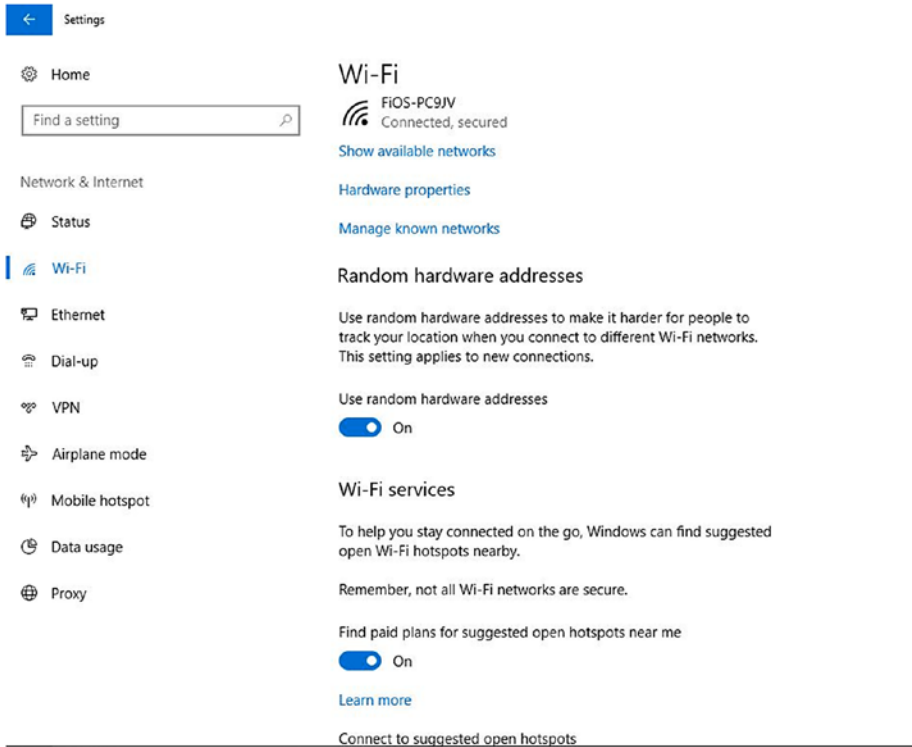 Settings
Home
Find a setting
Network & Internet
Status
Wi-Fi
Ethernet
Dial-up
VPN
Airplane mode
Mobile hotspot
Data usage
Proxy
Wi-Fi
FiOS-PC9JV
Connected, secured
Show available networks
Hardware properties
Manage known networks
Random hardware addresses
Use random hardware addresses to make it harder for people to
track your location when you connect to different Wi-Fi networks.
This setting applies to new connections.
Use random hardware addresses
On
Wi-Fi services
To help you stay connected on the go, Windows can find suggested
open Wi-Fi hotspots nearby.
Remember, not all Wi-Fi networks are secure.
Find paid plans for suggested open hotspots near me
On
Learn more
Connect to suggested open hotspots